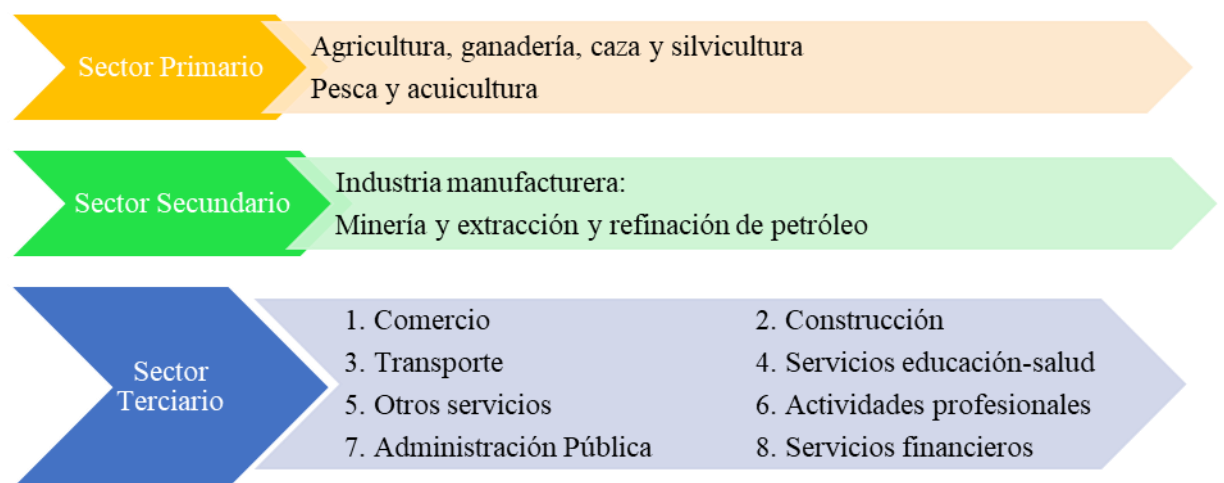 Sector Primario
Agricultura, ganadería, caza y silvicultura
Pesca y acuicultura
Sector Secundario
Industria manufacturera:
Minería y extracción y refinación de petróleo
Sector
Terciario
1. Comercio
2. Construcción
3. Transporte
4. Servicios educación-salud
5. Otros servicios
6. Actividades profesionales
7. Administración Pública
8. Servicios financieros